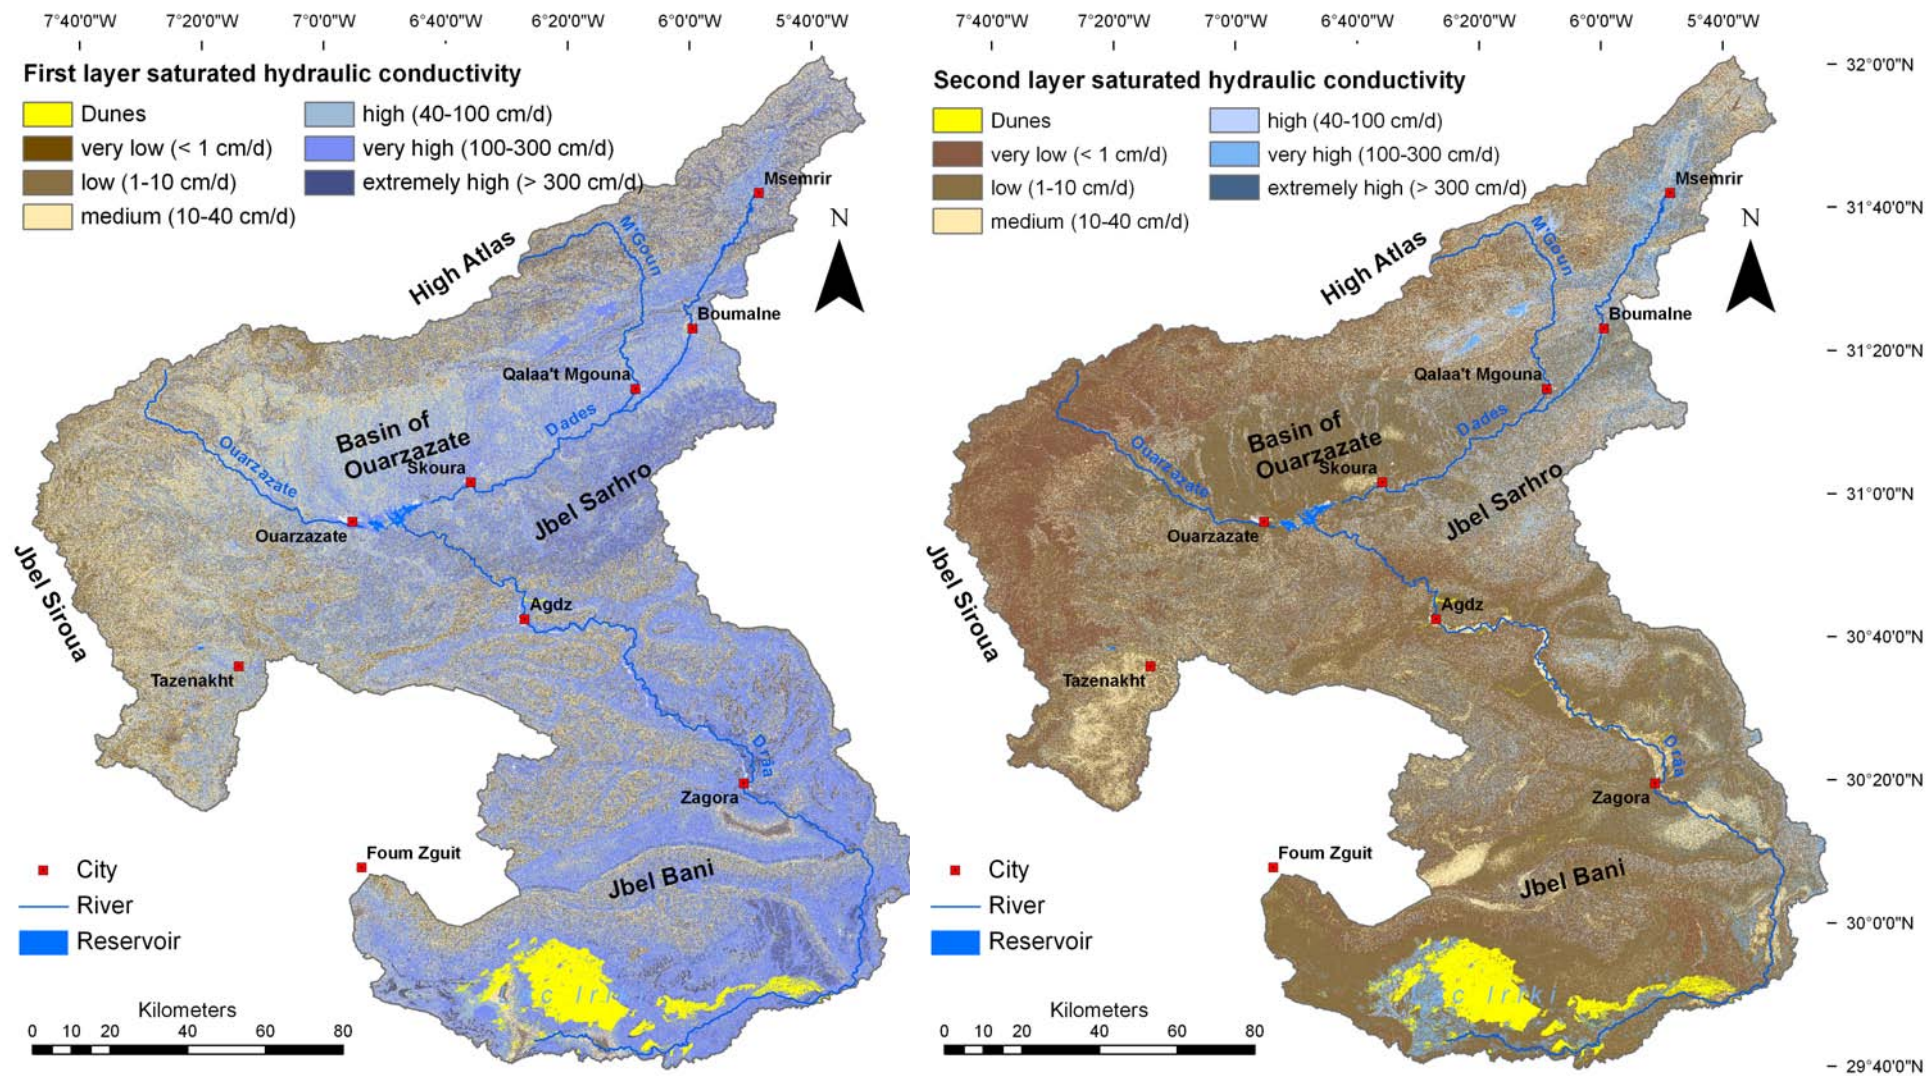 7°40'0"W 7°20'0"W 7°00'0"W 6°40'0"W 6°20'0"W 6°00'0"W 5°40'0"W
First layer saturated hydraulic conductivity
Dunes
very low (< 1 cm/d)
low (1-10 cm/d)
medium (10-40 cm/d)
high (40-100 cm/d)
very high (100-300 cm/d)
extremely high (> 300 cm/d)
Msemrir
N
M'Goun
High Atlas
Boumalne
Qalaa't Mgouna
Dades
Basin of
Ouarzazate
Skoura
Ouarzazate
Jbel Sarhro
Ouarzazate
Jbel Siroua
Agdz
Tazenakht
Drâa
Zagora
Foum Zguit
Jbel Bani
City
River
Reservoir
Kilometers
0 10 20 40 60 80
7°40'0"W 7°20'0"W 7°00'0"W 6°40'0"W 6°20'0"W 6°00'0"W 5°40'0"W
Second layer saturated hydraulic conductivity
Dunes
very low (< 1 cm/d)
low (1-10 cm/d)
medium (10-40 cm/d)
high (40-100 cm/d)
very high (100-300 cm/d)
extremely high (> 300 cm/d)
Msemrir
N
M'Goun
High Atlas
Boumalne
Qalaa't Mgouna
Dades
Basin of
Ouarzazate
Skoura
Ouarzazate
Jbel Sarhro
Ouarzazate
Jbel Siroua
Agdz
Tazenakht
Drâa
Zagora
Foum Zguit
Jbel Bani
c Irriki
City
River
Reservoir
Kilometers
0 10 20 40 60 80
32°0'0"N
31°40'0"N
31°20'0"N
31°0'0"N
30°40'0"N
30°20'0"N
30°0'0"N
29°40'0"N